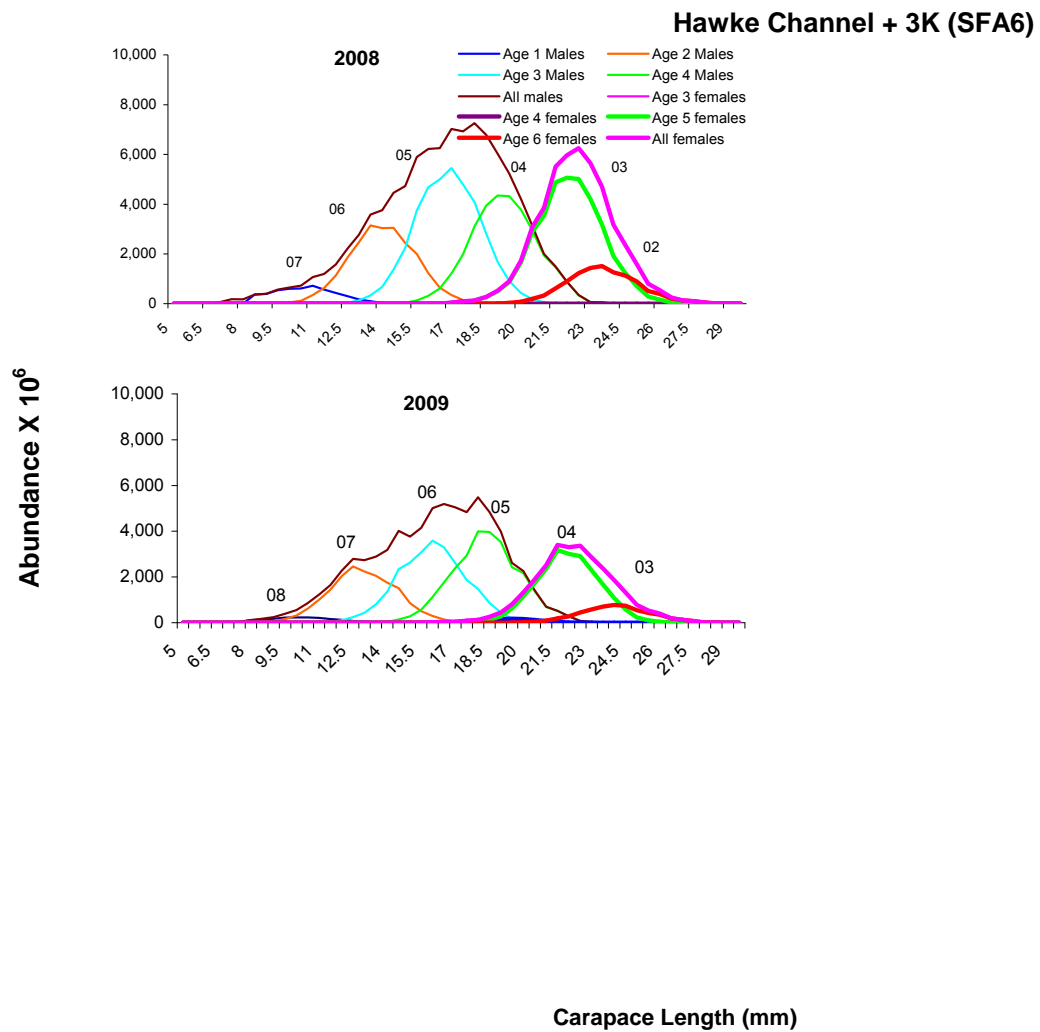 Hawke Channel + 3K (SFA6)
2008
Age 1 Males
Age 2 Males
Age 3 Males
Age 4 Males
All males
Age 3 females
Age 4 females
Age 5 females
Age 6 females
All females
10,000
8,000
6,000
4,000
2,000
0
07
06
05
04
03
02
5 6.5 8 9.5 11 12.5 14 15.5 17 18.5 20 21.5 23 24.5 26 27.5 29
Abundance X 10⁶
2009
10,000
8,000
6,000
4,000
2,000
0
08
07
06
05
04
03
5 6.5 8 9.5 11 12.5 14 15.5 17 18.5 20 21.5 23 24.5 26 27.5 29
Carapace Length (mm)